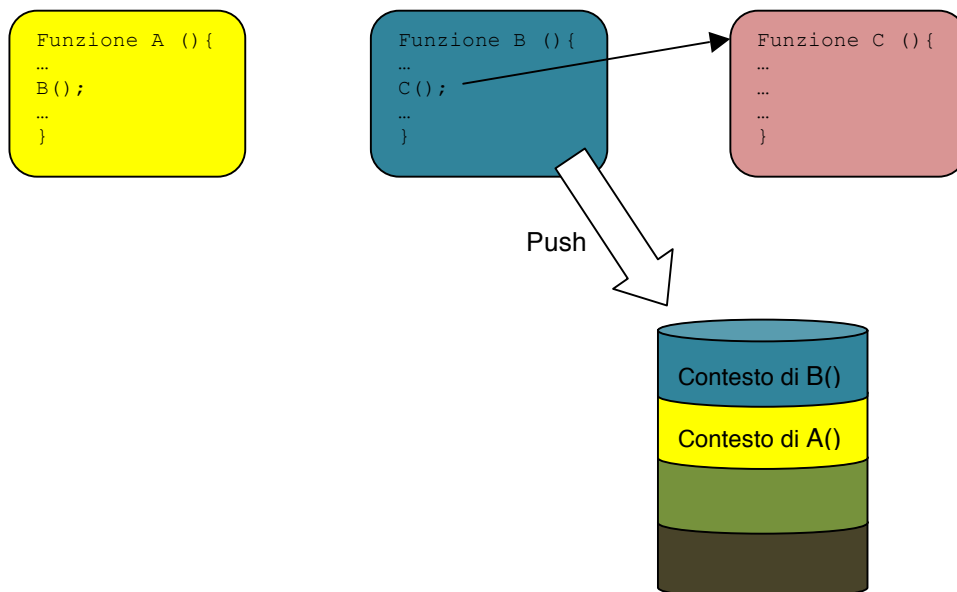 Funzione A (){
…
B();
…
}
Funzione B (){
…
C();
…
}
Funzione C (){
…
…
…
}
Push
Contesto di B()
Contesto di A()